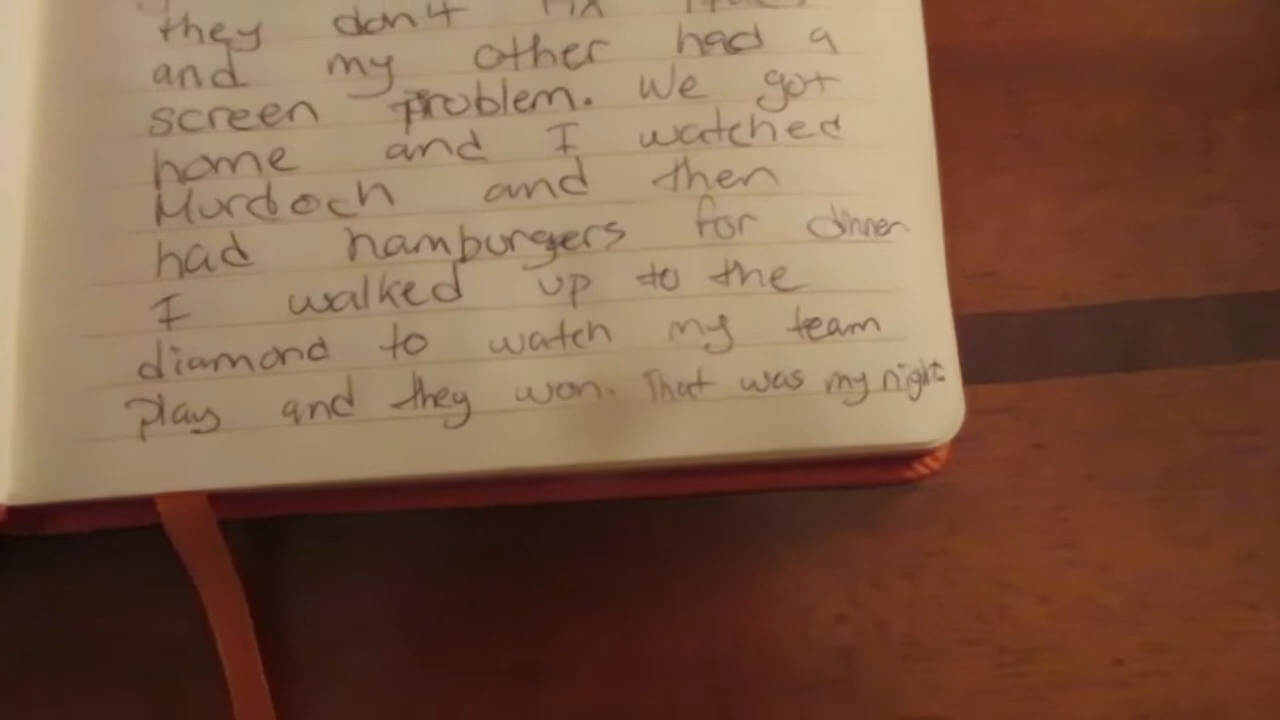 they don't fix
and my other had a
screen problem. We got
home and I watched
Murdoch and then
had hamburgers for dinner
I walked up to the
diamond to watch my team
play and they won. That was my night